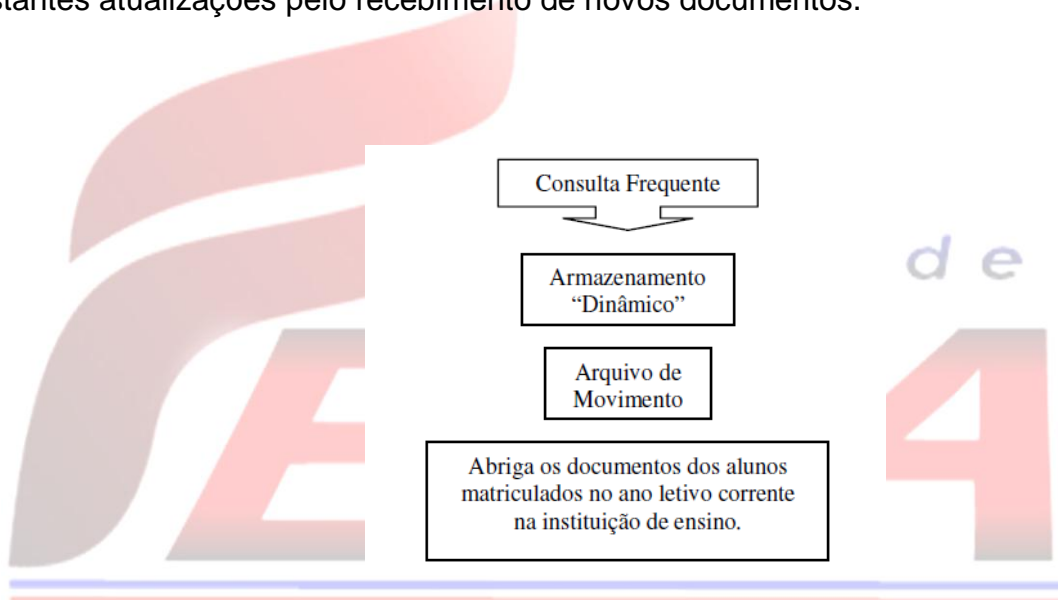 stantes atualizações pelo recebimento de novos documentos.
Consulta Frequente
d e
Armazenamento
“Dinâmico”
Arquivo de
Movimento
Abriga os documentos dos alunos
matriculados no ano letivo corrente
na instituição de ensino.